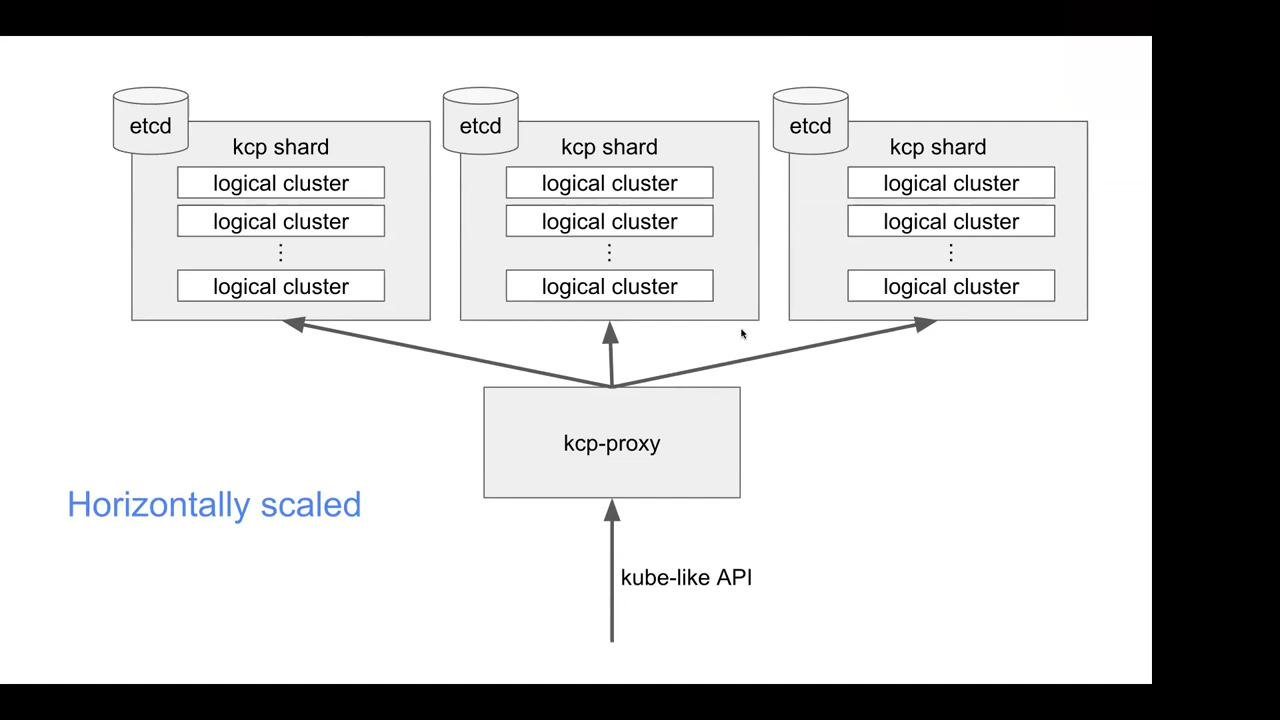 etcd
kcp shard
logical cluster
logical cluster
⋮
logical cluster
etcd
kcp shard
logical cluster
logical cluster
⋮
logical cluster
etcd
kcp shard
logical cluster
logical cluster
⋮
logical cluster
kcp-proxy
Horizontally scaled
kube-like API